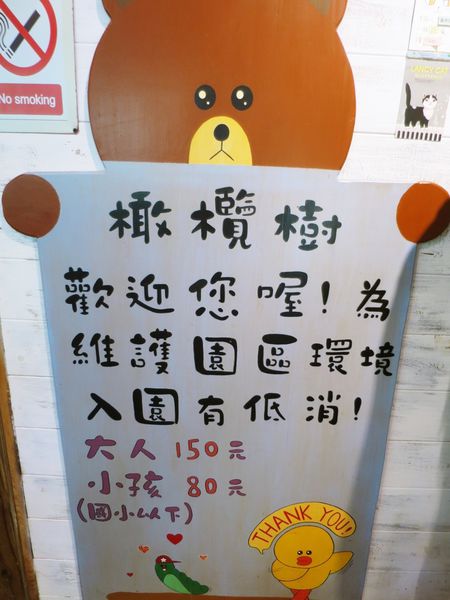 No smoking
LANCY CAT
橄欖樹
歡迎您喔!為
維護園區環境
入園有低消!
大人 150元
小孩 80元
(國小以下)
THANK YOU!!